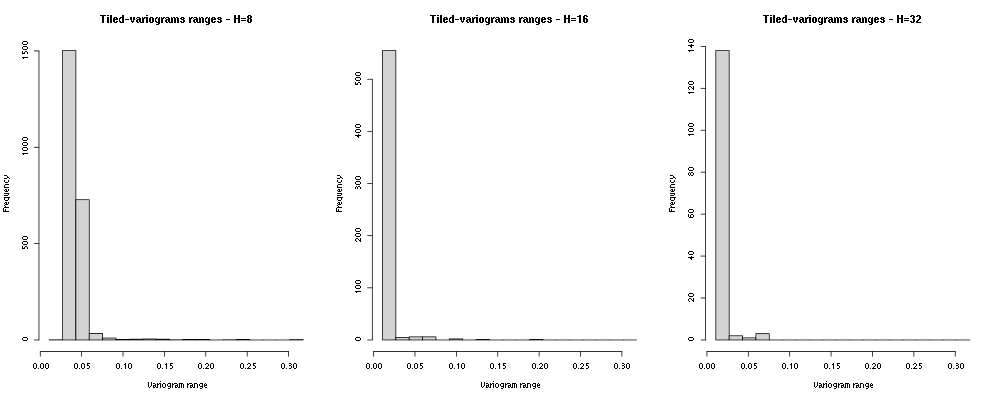 Tiled-variograms ranges - H=8
Frequency
1500
1000
500
0
0.00 0.05 0.10 0.15 0.20 0.25 0.30
Variogram range
Tiled-variograms ranges - H=16
Frequency
500
400
300
200
100
0
0.00 0.05 0.10 0.15 0.20 0.25 0.30
Variogram range
Tiled-variograms ranges - H=32
Frequency
140
120
100
80
60
40
20
0
0.00 0.05 0.10 0.15 0.20 0.25 0.30
Variogram range